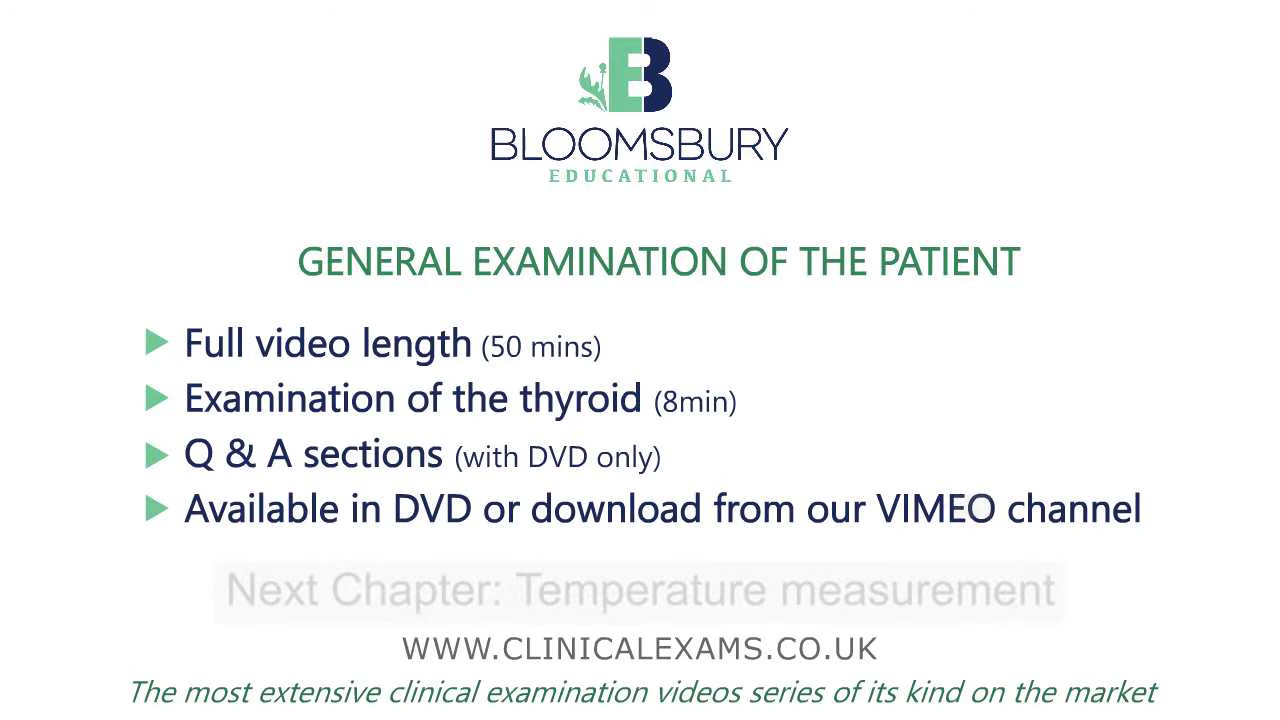 EB
BLOOMSBURY
EDUCATIONAL
GENERAL EXAMINATION OF THE PATIENT
Full video length (50 mins)
Examination of the thyroid (8min)
Q & A sections (with DVD only)
Available in DVD or download from our VIMEO channel
Next Chapter: Temperature measurement
WWW.CLINICALEXAMS.CO.UK
The most extensive clinical examination videos series of its kind on the market